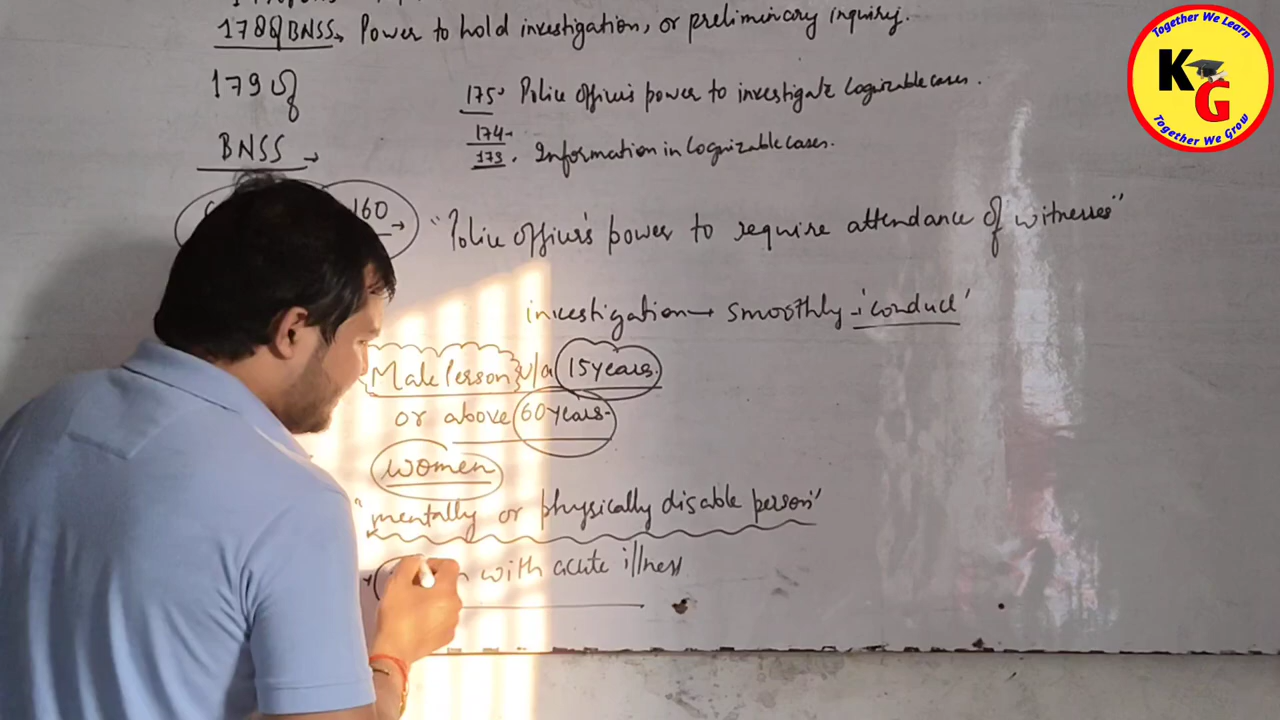 178 of BNSS → Power to hold investigation, or preliminary inquiry.
179 of
BNSS →
175. Police officer's power to investigate cognizable cases.
174.
173. Information in cognizable cases.
160 → "Police officer's power to require attendance of witnesses"
investigation → smoothly - 'conduct'
Male Person u/a 15 years
or above 60 years.
women
"mentally or physically disable person"
with acute illness
Together We Learn
KG
Together We Grow